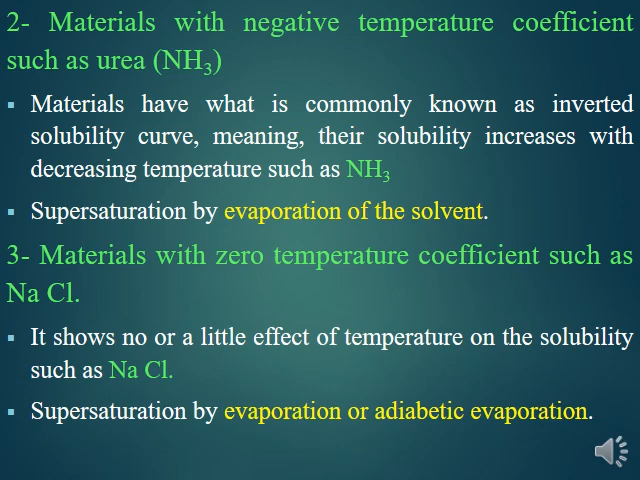 2- Materials with negative temperature coefficient
such as urea (NH₃)
▪ Materials have what is commonly known as inverted
solubility curve, meaning, their solubility increases with
decreasing temperature such as NH₃
▪ Supersaturation by evaporation of the solvent.
3- Materials with zero temperature coefficient such as
Na Cl.
▪ It shows no or a little effect of temperature on the solubility
such as Na Cl.
▪ Supersaturation by evaporation or adiabetic evaporation.